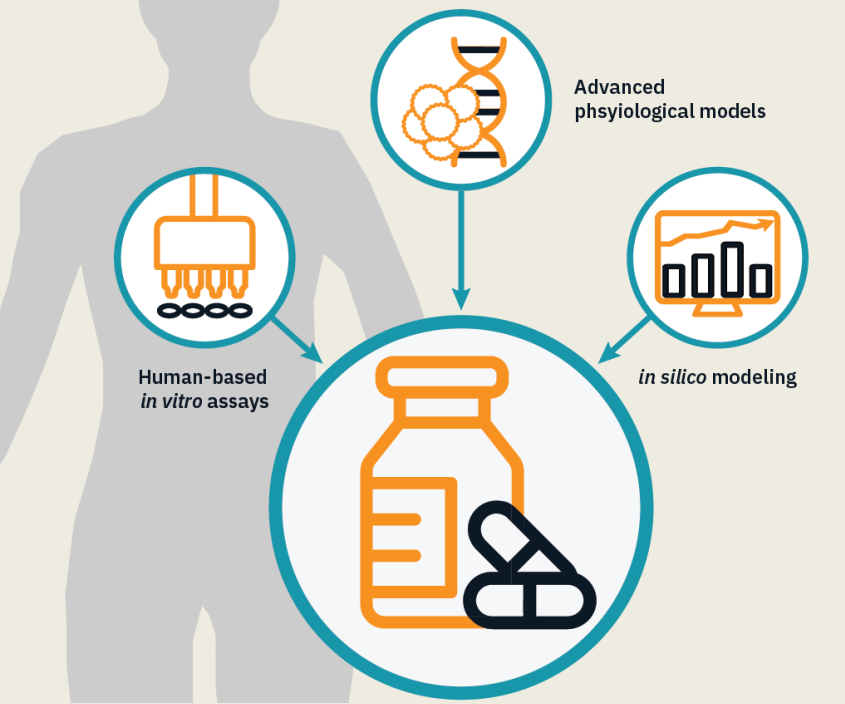 Advanced
phsyiological models
Human-based
in vitro assays
in silico modeling